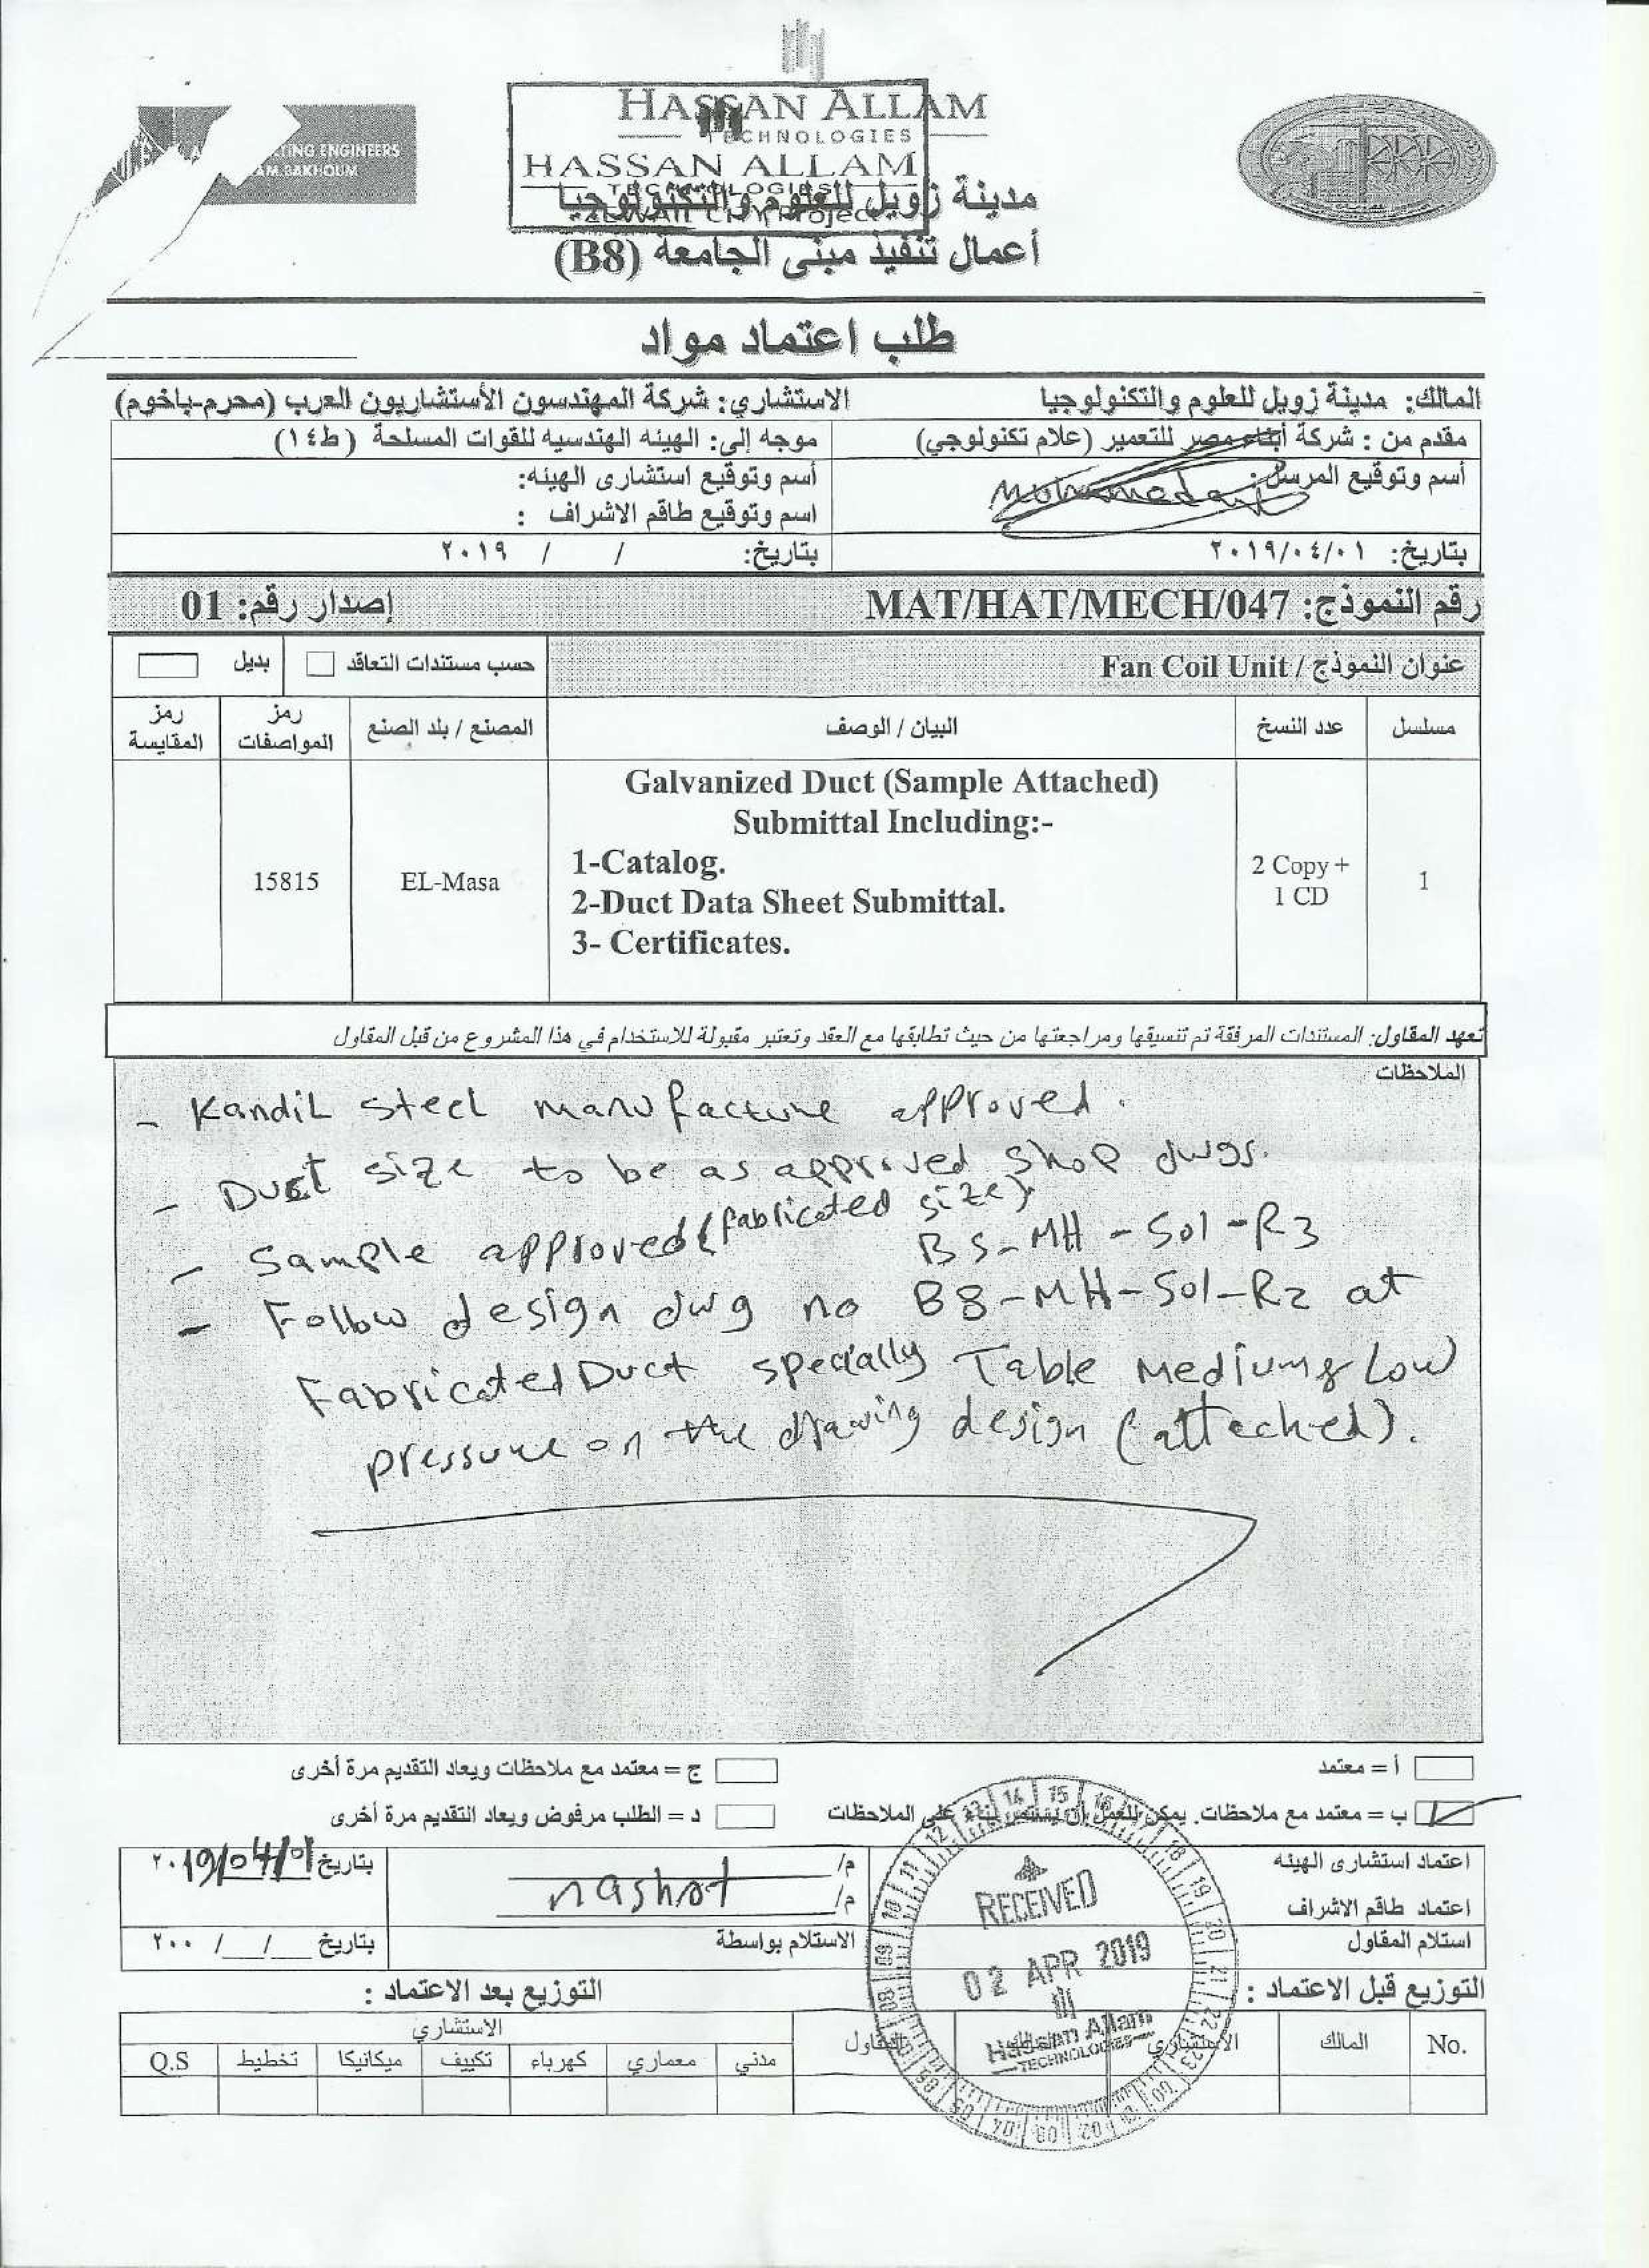 HASSAN ALLAM
TECHNOLOGIES
HASSAN ALLAM
TECHNOLOGIES
TING ENGINEERS
AM.BAKHOUM
مدينة زويل للعلوم والتكنولوجيا
أعمال تنفيذ مبنى الجامعة (B8)
طلب اعتماد مواد
المالك: مدينة زويل للعلوم والتكنولوجيا الاستشاري: شركة المهندسون الأستشاريون العرب (محرم-باخوم)
مقدم من : شركة أبناء مصر للتعمير (علام تكنولوجي) موجه إلى: الهيئه الهندسيه للقوات المسلحة (ط١٤)
أسم وتوقيع المرسل: أسم وتوقيع استشارى الهيئه:
اسم وتوقيع طاقم الاشراف :
بتاريخ: ٢٠١٩/٠٤/٠١ بتاريخ: / / ٢٠١٩
رقم النموذج: MAT/HAT/MECH/047 إصدار رقم: 01
عنوان النموذج / Fan Coil Unit حسب مستندات التعاقد بديل
مسلسل عدد النسخ البيان / الوصف المصنع / بلد الصنع رمز المواصفات رمز المقايسة
Galvanized Duct (Sample Attached)
Submittal Including:-
1-Catalog.
2-Duct Data Sheet Submittal.
3- Certificates.
1 2 Copy + 1 CD EL-Masa 15815
تعهد المقاول: المستندات المرفقة تم تنسيقها ومراجعتها من حيث تطابقها مع العقد وتعتبر مقبولة للاستخدام في هذا المشروع من قبل المقاول
الملاحظات
- Kandil steel manufacture approved.
- Duct size to be as approved shop dwgs.
- Sample approved (fabricated size).
BS-MH-Sol-R3
- Follow design dwg no B8-MH-Sol-R2 at
Fabricated Duct specially Table Medium & Low
pressure on the drawing design (attached).
أ = معتمد ج = معتمد مع ملاحظات ويعاد التقديم مرة أخرى
ب = معتمد مع ملاحظات. يمكن للعمل أن يستمر بناء على الملاحظات د = الطلب مرفوض ويعاد التقديم مرة أخرى
اعتماد استشارى الهيئه م/ بتاريخ ٢٠19/04/01
اعتماد طاقم الاشراف م/ nashot
استلام المقاول الاستلام بواسطة بتاريخ / / ٢٠٠
RECEIVED
02 APR 2019
Hassan Allam
TECHNOLOGIES
التوزيع قبل الاعتماد : التوزيع بعد الاعتماد :
No. المالك الاستشاري المقاول الاستشاري
مدني معماري كهرباء تكييف ميكانيكا تخطيط Q.S